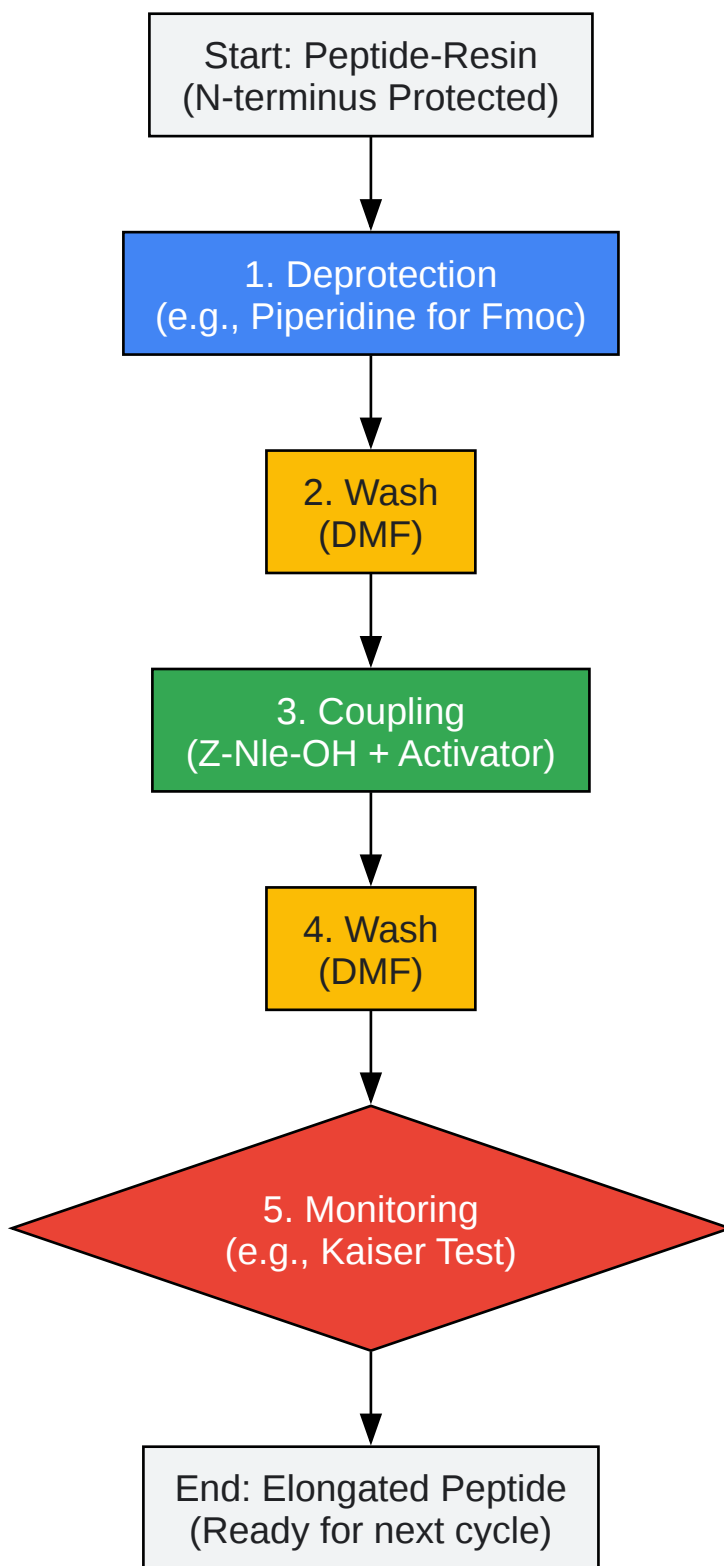 Start: Peptide-Resin
(N-terminus Protected)
1. Deprotection
(e.g., Piperidine for Fmoc)
2. Wash
(DMF)
3. Coupling
(Z-Nle-OH + Activator)
4. Wash
(DMF)
5. Monitoring
(e.g., Kaiser Test)
End: Elongated Peptide
(Ready for next cycle)